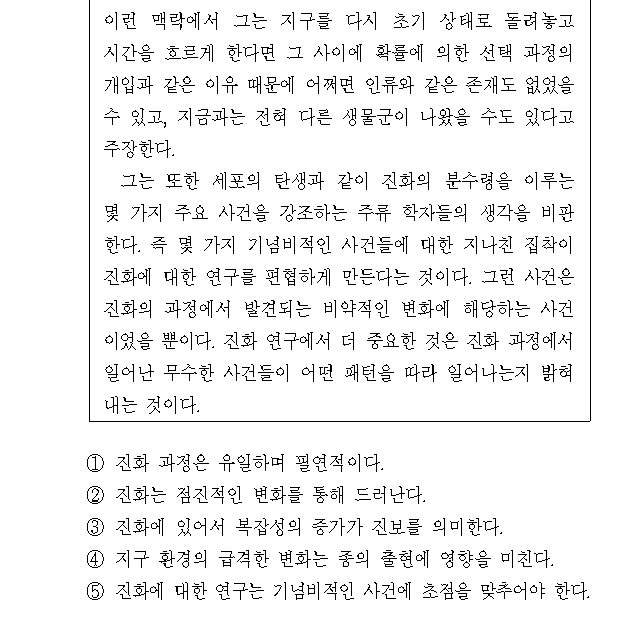 이런 맥락에서 그는 지구를 다시 초기 상태로 돌려놓고
시간을 흐르게 한다면 그 사이에 확률에 의한 선택 과정의
개입과 같은 이유 때문에 어쩌면 인류와 같은 존재도 없었을
수 있고, 지금과는 전혀 다른 생물군이 나왔을 수도 있다고
주장한다.
그는 또한 세포의 탄생과 같이 진화의 분수령을 이루는
몇 가지 주요 사건을 강조하는 주류 학자들의 생각을 비판
한다. 즉 몇 가지 기념비적인 사건들에 대한 지나친 집착이
진화에 대한 연구를 편협하게 만든다는 것이다. 그런 사건은
진화의 과정에서 발견되는 비약적인 변화에 해당하는 사건
이었을 뿐이다. 진화 연구에서 더 중요한 것은 진화 과정에서
일어난 무수한 사건들이 어떤 패턴을 따라 일어나는지 밝혀
내는 것이다.
① 진화 과정은 유일하며 필연적이다.
② 진화는 점진적인 변화를 통해 드러난다.
③ 진화에 있어서 복잡성의 증가가 진보를 의미한다.
④ 지구 환경의 급격한 변화는 종의 출현에 영향을 미친다.
⑤ 진화에 대한 연구는 기념비적인 사건에 초점을 맞추어야 한다.